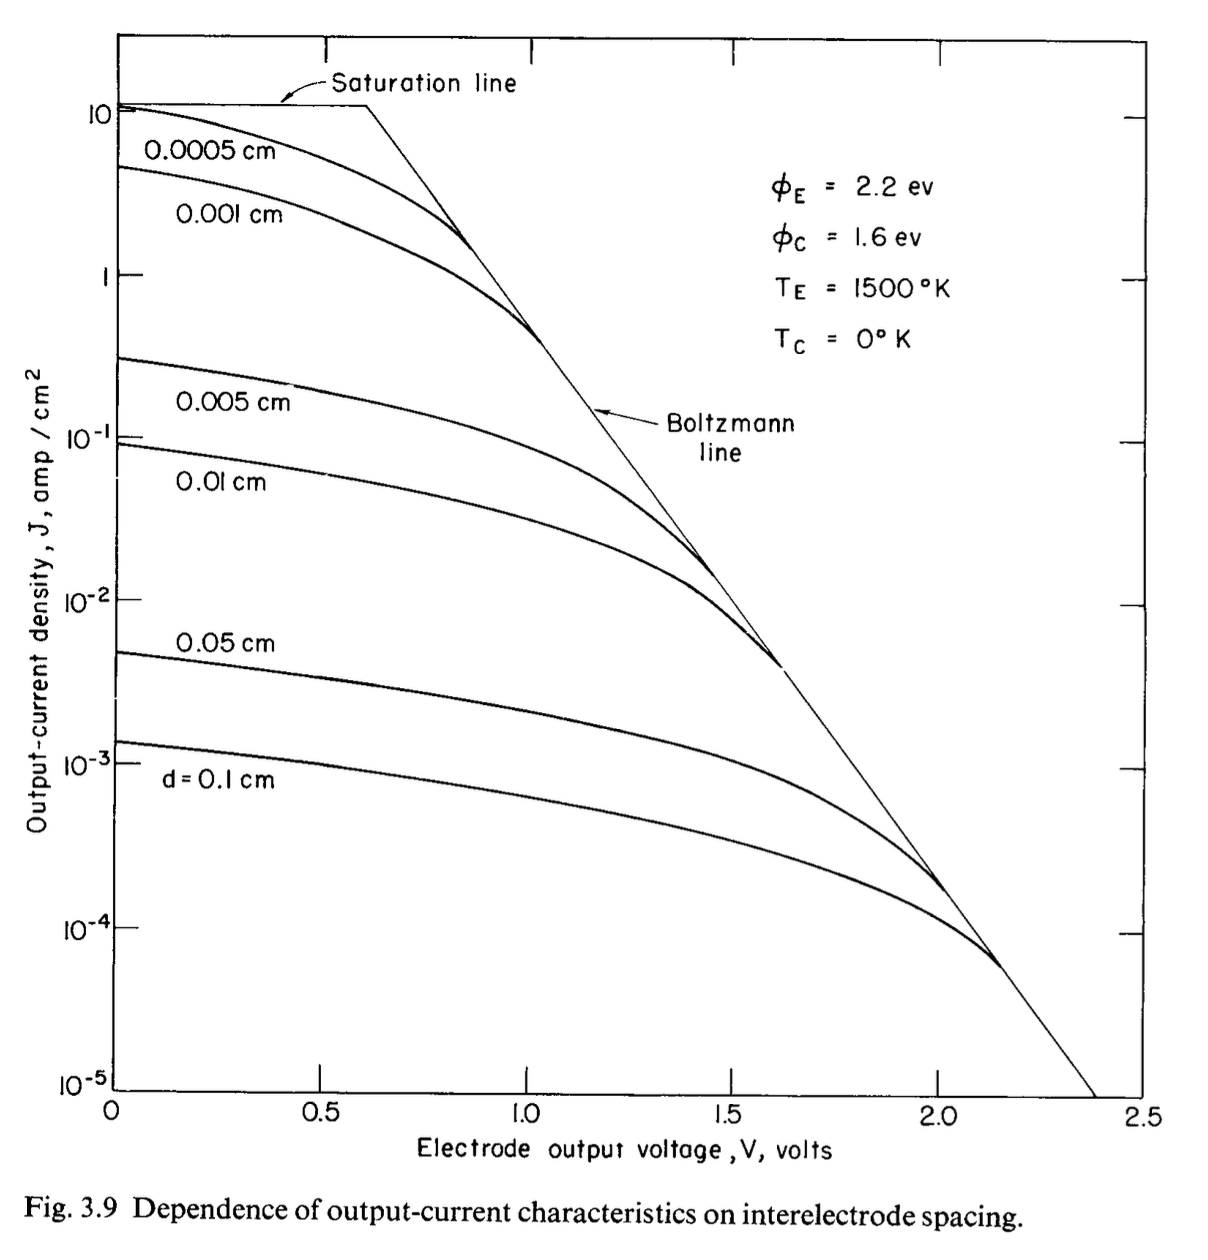 Saturation line
10
0.0005 cm
0.001 cm
ϕE = 2.2 ev
ϕC = 1.6 ev
TE = 1500 °K
TC = 0° K
1
0.005 cm
Boltzmann
line
10-1
0.01 cm
10-2
0.05 cm
10-3
d = 0.1 cm
10-4
10-5
Output-current density, J, amp / cm2
0 0.5 1.0 1.5 2.0 2.5
Electrode output voltage, V, volts
Fig. 3.9 Dependence of output-current characteristics on interelectrode spacing.